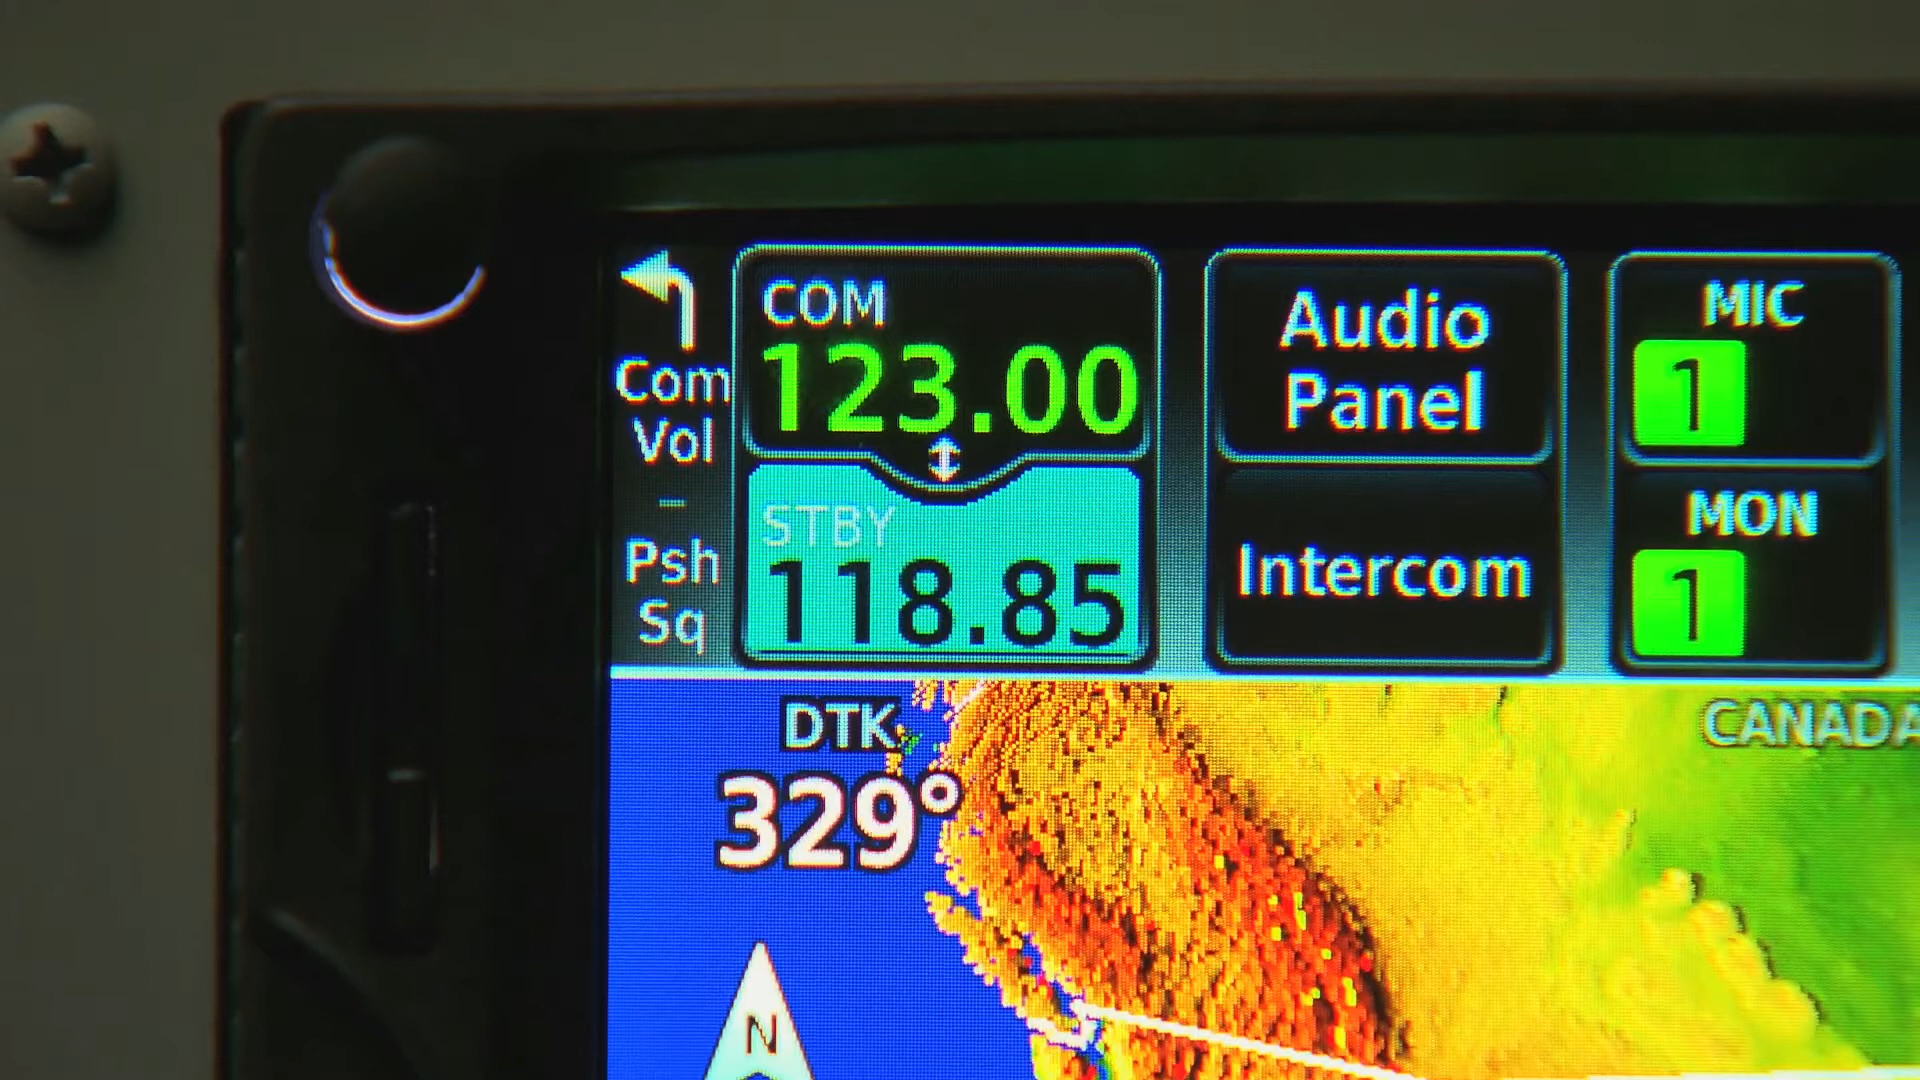 COM
123.00
Com
Vol
-
Psh
Sq
STBY
118.85
Audio
Panel
Intercom
MIC
1
MON
1
DTK
329°
CANADA
N